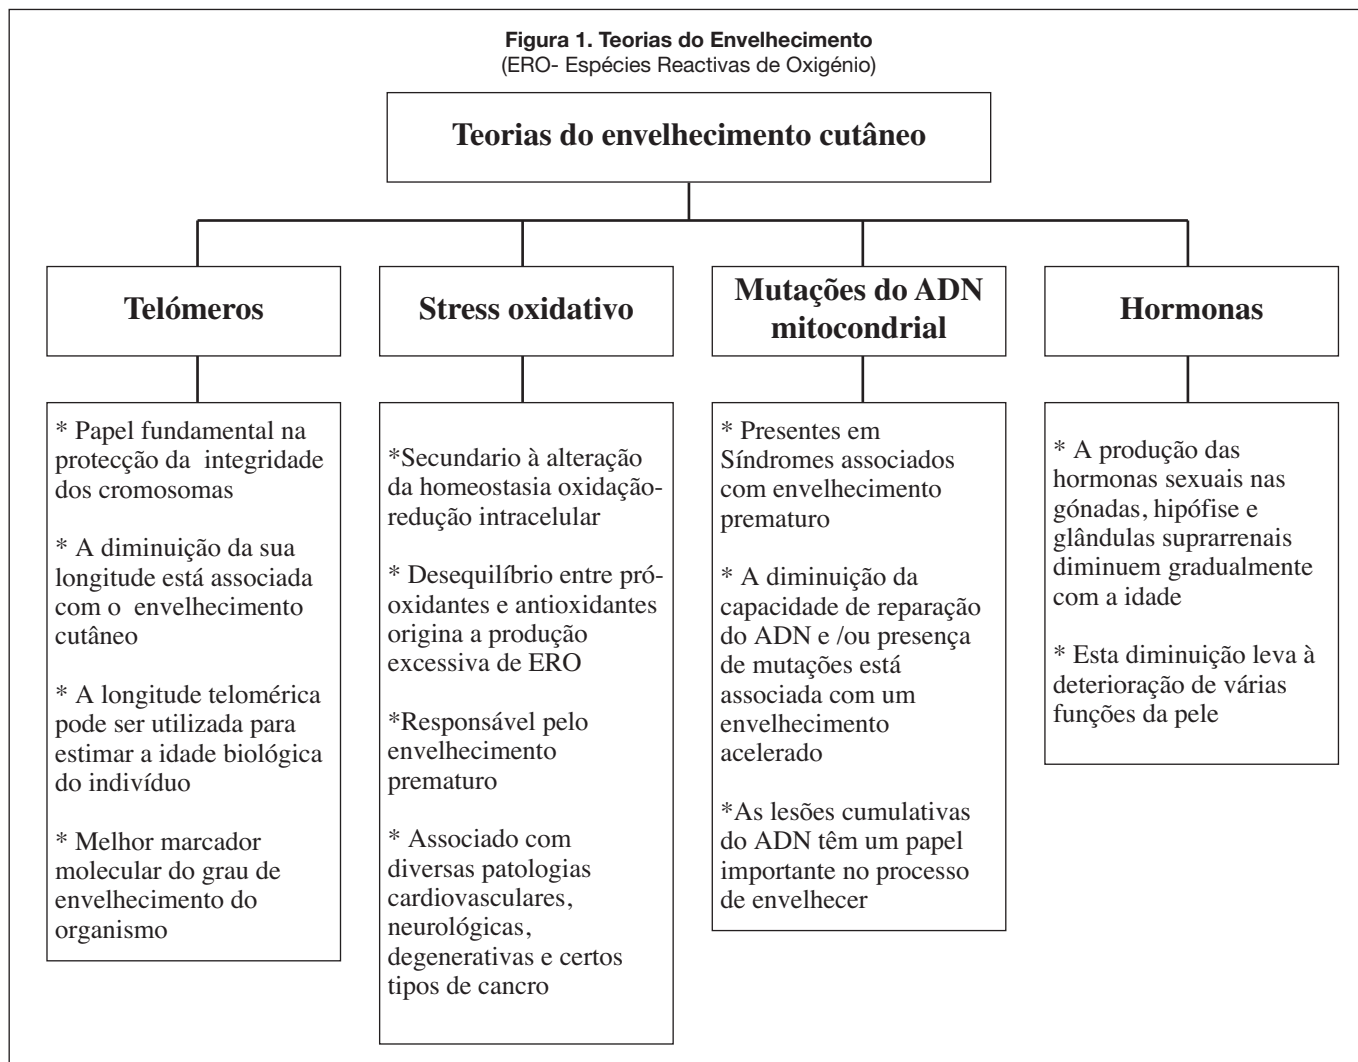 Figura 1. Teorias do Envelhecimento
(ERO- Espécies Reactivas de Oxigénio)
Teorias do envelhecimento cutâneo
Telómeros
* Papel fundamental na
protecção da integridade
dos cromosomas
* A diminuição da sua
longitude está associada
com o envelhecimento
cutâneo
* A longitude telomérica
pode ser utilizada para
estimar a idade biológica
do indivíduo
* Melhor marcador
molecular do grau de
envelhecimento do
organismo
Stress oxidativo
*Secundario à alteração
da homeostasia oxidação-
redução intracelular
* Desequilíbrio entre pró-
oxidantes e antioxidantes
origina a produção
excessiva de ERO
*Responsável pelo
envelhecimento
prematuro
* Associado com
diversas patologias
cardiovasculares,
neurológicas,
degenerativas e certos
tipos de cancro
Mutações do ADN
mitocondrial
* Presentes em
Síndromes associados
com envelhecimento
prematuro
* A diminuição da
capacidade de reparação
do ADN e /ou presença
de mutações está
associada com um
envelhecimento
acelerado
*As lesões cumulativas
do ADN têm um papel
importante no processo
de envelhecer
Hormonas
* A produção das
hormonas sexuais nas
gónadas, hipófise e
glândulas suprarrenais
diminuem gradualmente
com a idade
* Esta diminuição leva à
deterioração de várias
funções da pele